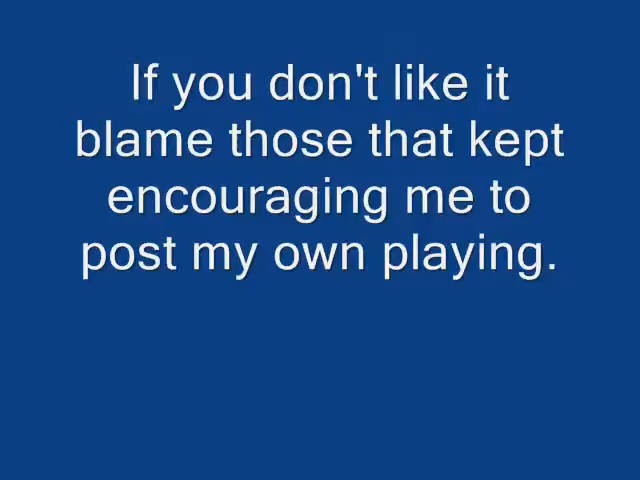 If you don't like it
blame those that kept
encouraging me to
post my own playing.